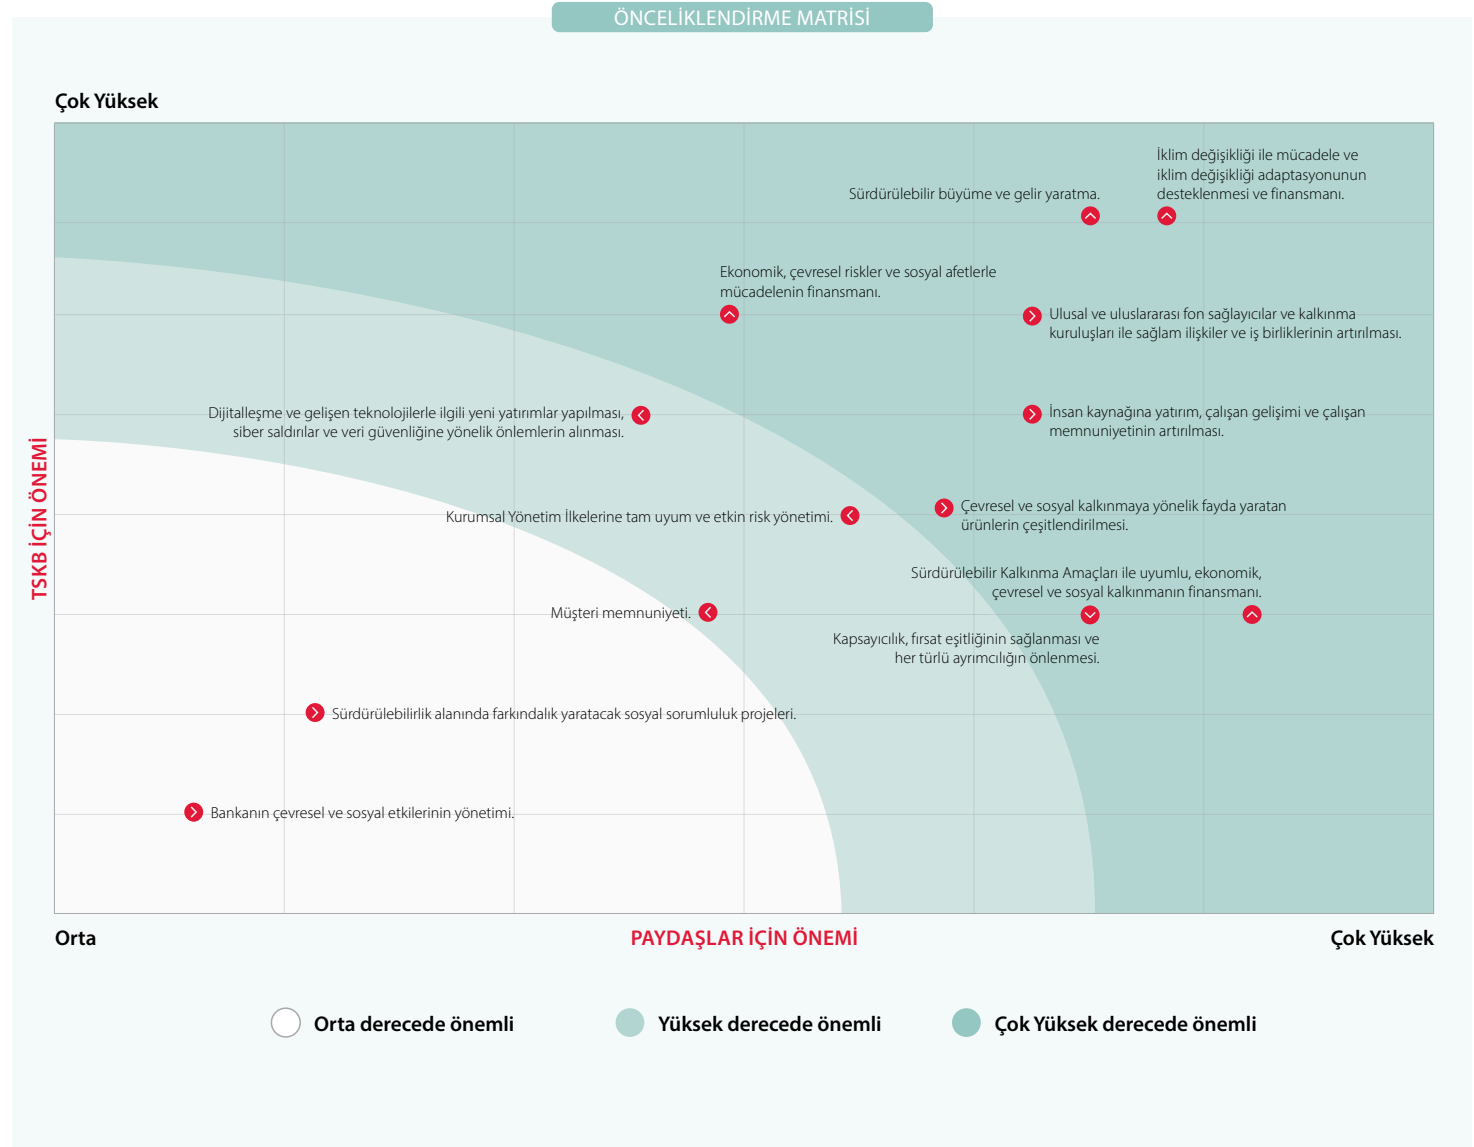 ÖNCELİKLENDİRME MATRİSİ
Çok Yüksek
İklim değişikliği ile mücadele ve
iklim değişikliği adaptasyonunun
desteklenmesi ve finansmanı.
Sürdürülebilir büyüme ve gelir yaratma.
Ekonomik, çevresel riskler ve sosyal afetlerle
mücadelenin finansmanı.
Ulusal ve uluslararası fon sağlayıcılar ve kalkınma
kuruluşları ile sağlam ilişkiler ve iş birliklerinin artırılması.
Dijitalleşme ve gelişen teknolojilerle ilgili yeni yatırımlar yapılması,
siber saldırılar ve veri güvenliğine yönelik önlemlerin alınması.
İnsan kaynağına yatırım, çalışan gelişimi ve çalışan
memnuniyetinin artırılması.
TSKB İÇİN ÖNEMİ
Kurumsal Yönetim İlkelerine tam uyum ve etkin risk yönetimi.
Çevresel ve sosyal kalkınmaya yönelik fayda yaratan
ürünlerin çeşitlendirilmesi.
Sürdürülebilir Kalkınma Amaçları ile uyumlu, ekonomik,
çevresel ve sosyal kalkınmanın finansmanı.
Müşteri memnuniyeti.
Kapsayıcılık, fırsat eşitliğinin sağlanması ve
her türlü ayrımcılığın önlenmesi.
Sürdürülebilirlik alanında farkındalık yaratacak sosyal sorumluluk projeleri.
Bankanın çevresel ve sosyal etkilerinin yönetimi.
Orta
PAYDAŞLAR İÇİN ÖNEMİ
Çok Yüksek
Orta derecede önemli
Yüksek derecede önemli
Çok Yüksek derecede önemli